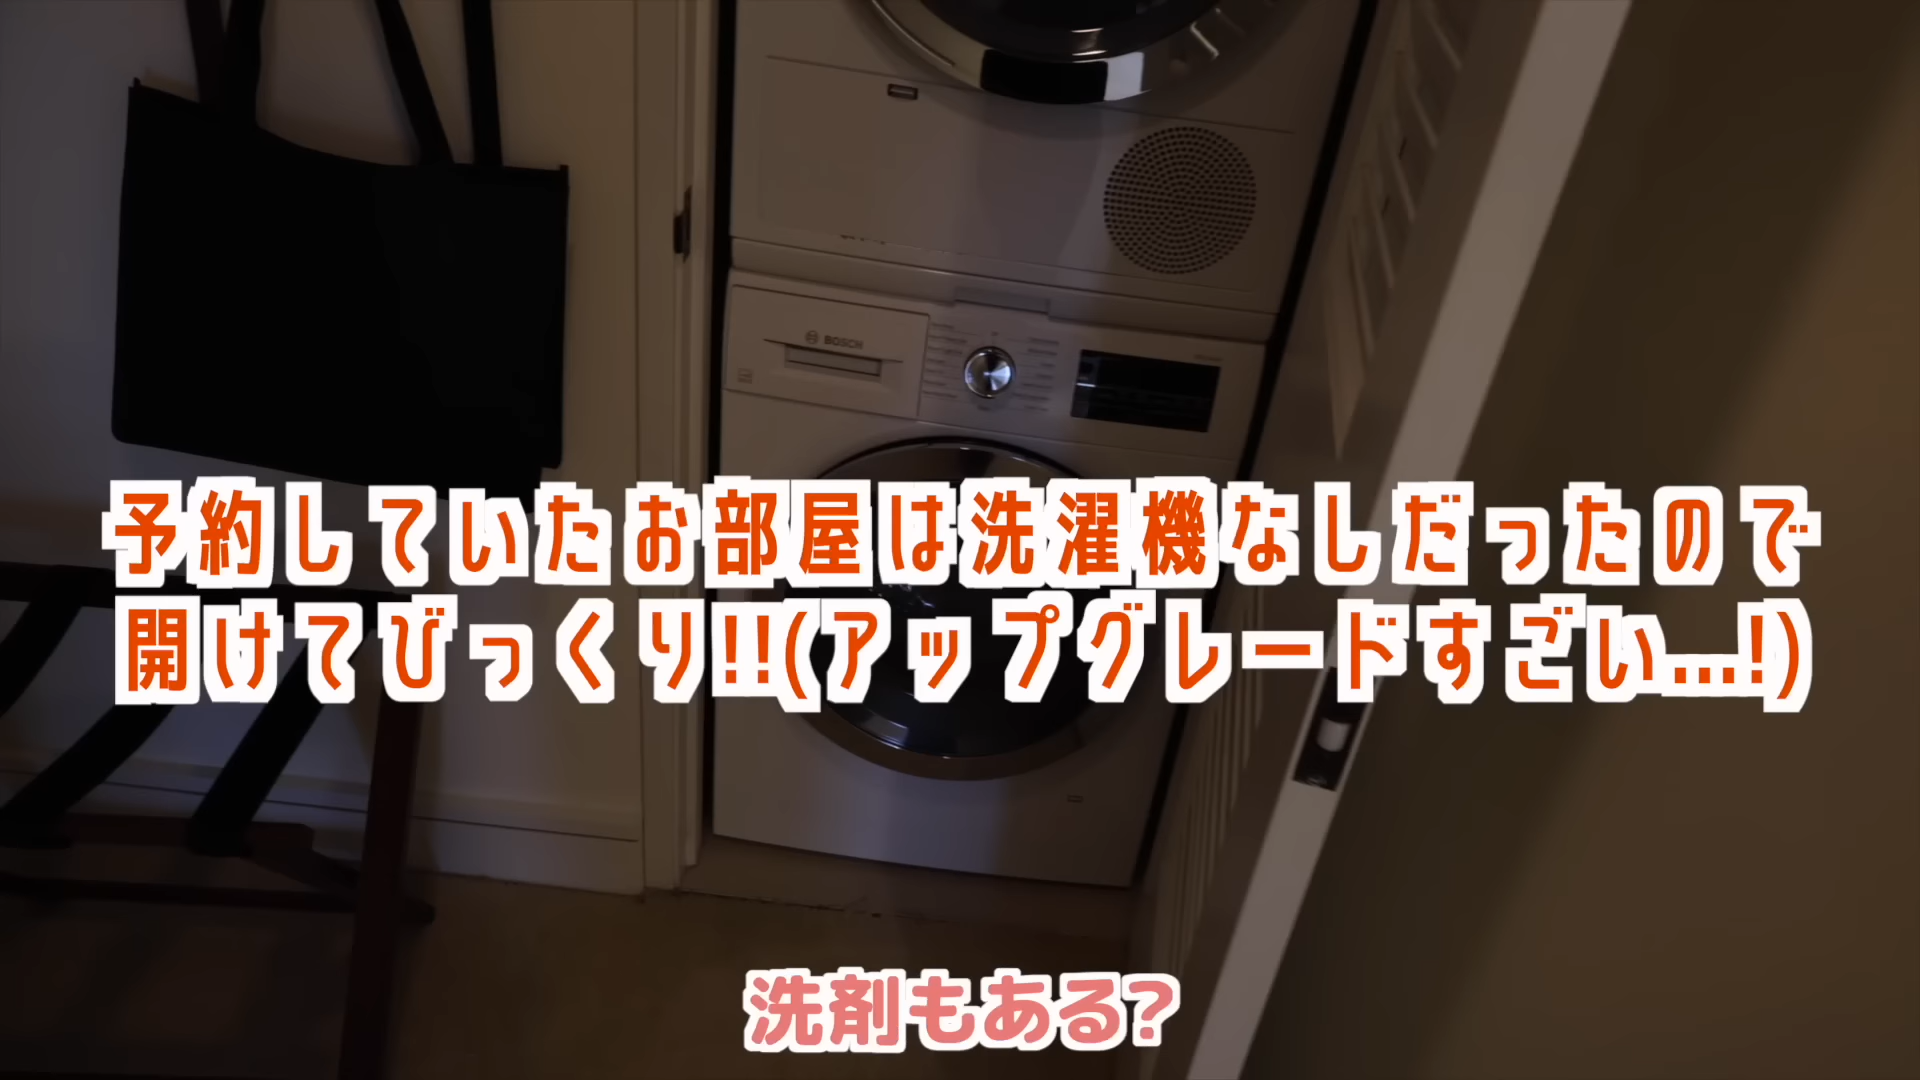 BOSCH
予約していたお部屋は洗濯機なしだったので
開けてびっくり!!(アップグレードすごい...!)
洗剤もある?